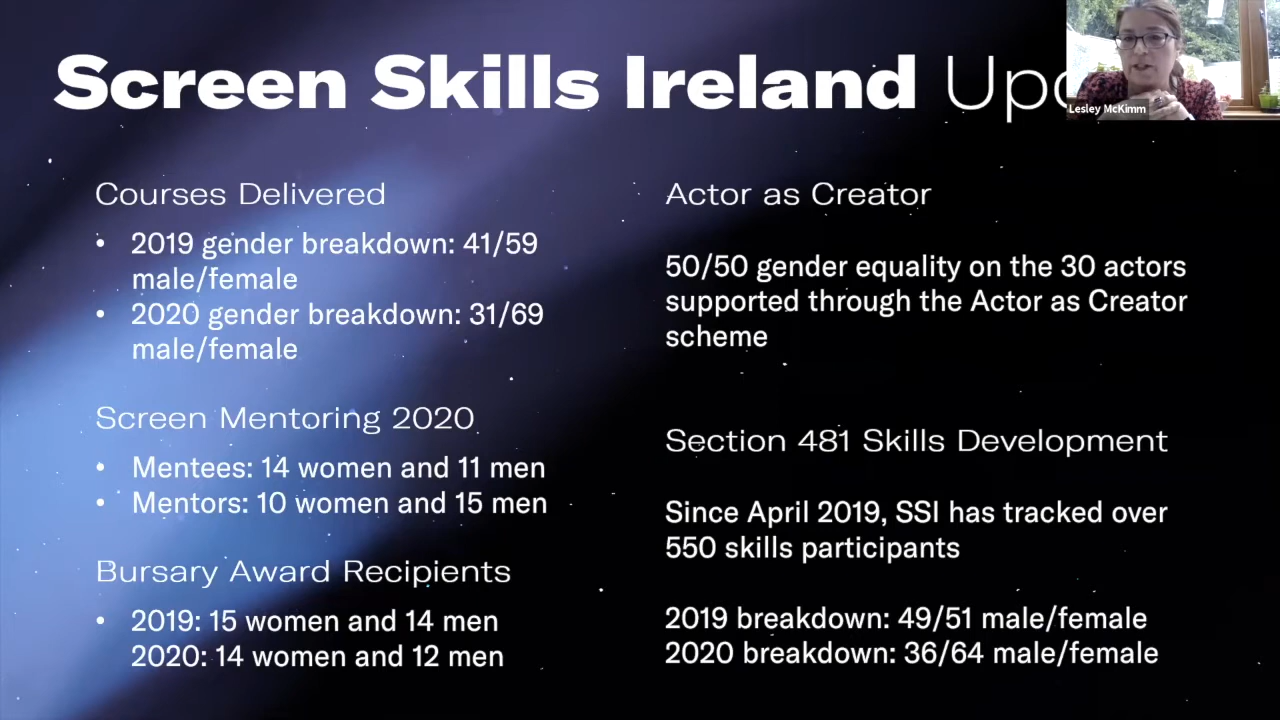 Screen Skills Ireland
Lesley McKimm
Courses Delivered
• 2019 gender breakdown: 41/59
male/female
• 2020 gender breakdown: 31/69
male/female
Screen Mentoring 2020
• Mentees: 14 women and 11 men
• Mentors: 10 women and 15 men
Bursary Award Recipients
• 2019: 15 women and 14 men
2020: 14 women and 12 men
Actor as Creator
50/50 gender equality on the 30 actors
supported through the Actor as Creator
scheme
Section 481 Skills Development
Since April 2019, SSI has tracked over
550 skills participants
2019 breakdown: 49/51 male/female
2020 breakdown: 36/64 male/female